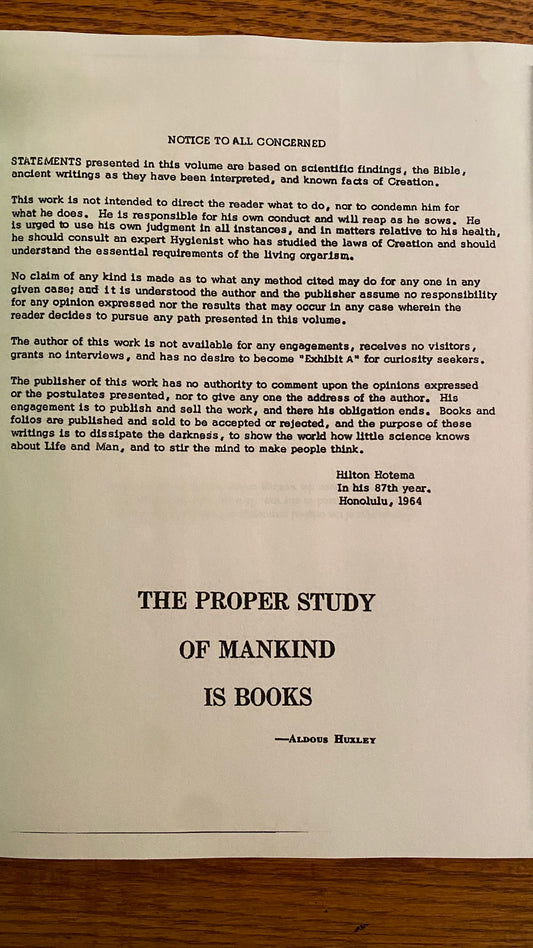 NOTICE TO ALL CONCERNED
STATEMENTS presented in this volume are based on scientific findings, the Bible,
ancient writings as they have been interpreted, and known facts of Creation.
This work is not intended to direct the reader what to do, nor to condemn him for
what he does. He is responsible for his own conduct and will reap as he sows. He
is urged to use his own judgment in all instances, and in matters relative to his health,
he should consult an expert Hygienist who has studied the laws of Creation and should
understand the essential requirements of the living orgarism.
No claim of any kind is made as to what any method cited may do for any one in any
given case; and it is understood the author and the publisher assume no responsibility
for any opinion expressed nor the results that may occur in any case wherein the
reader decides to pursue any path presented in this volume.
The author of this work is not available for any engagements, receives no visitors,
grants no interviews, and has no desire to become "Exhibit A" for curiosity seekers.
The publisher of this work has no authority to comment upon the opinions expressed
or the postulates presented, nor to give any one the address of the author. His
engagement is to publish and sell the work, and there his obligation ends. Books and
folios are published and sold to be accepted or rejected, and the purpose of these
writings is to dissipate the darkness, to show the world how little science knows
about Life and Man, and to stir the mind to make people think.
Hilton Hotema
In his 87th year.
Honolulu, 1964
THE PROPER STUDY
OF MANKIND
IS BOOKS
—ALDOUS HUXLEY